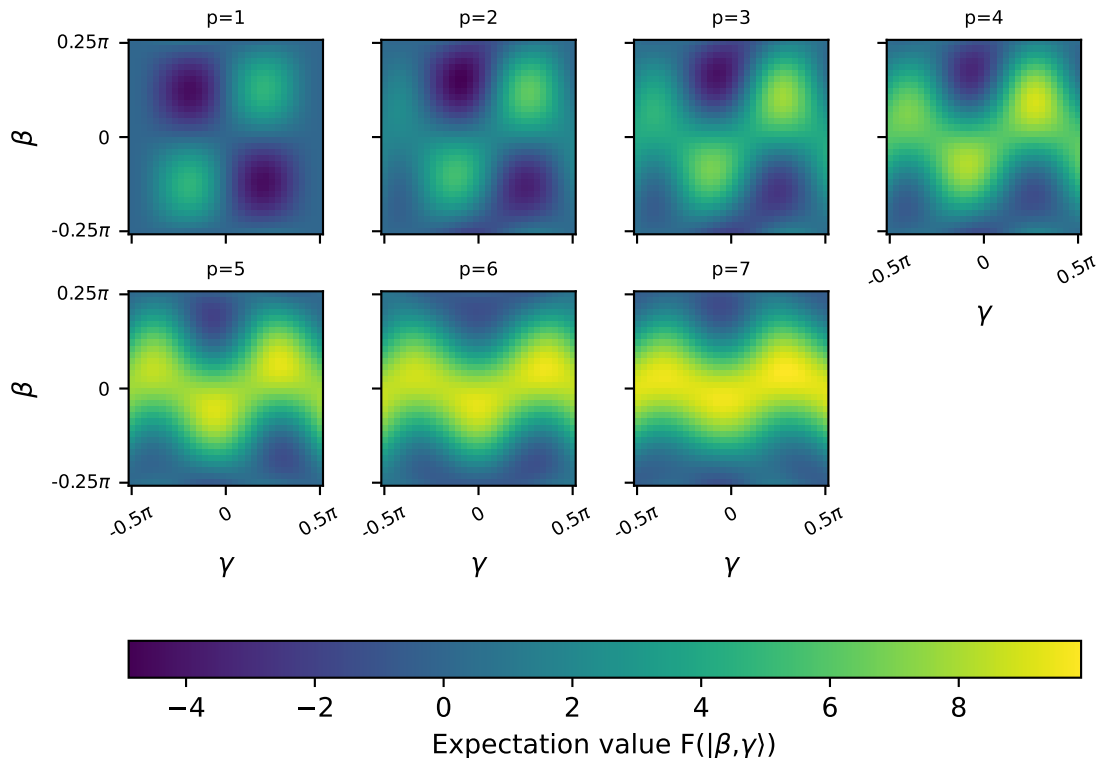 p=1
p=2
p=3
p=4
0.25π
β
0
-0.25π
-0.5π
0
0.5π
γ
p=5
p=6
p=7
0.25π
β
0
-0.25π
-0.5π
0
0.5π
-0.5π
0
0.5π
-0.5π
0
0.5π
γ
γ
γ
−4
−2
0
2
4
6
8
Expectation value F(|β,γ⟩)